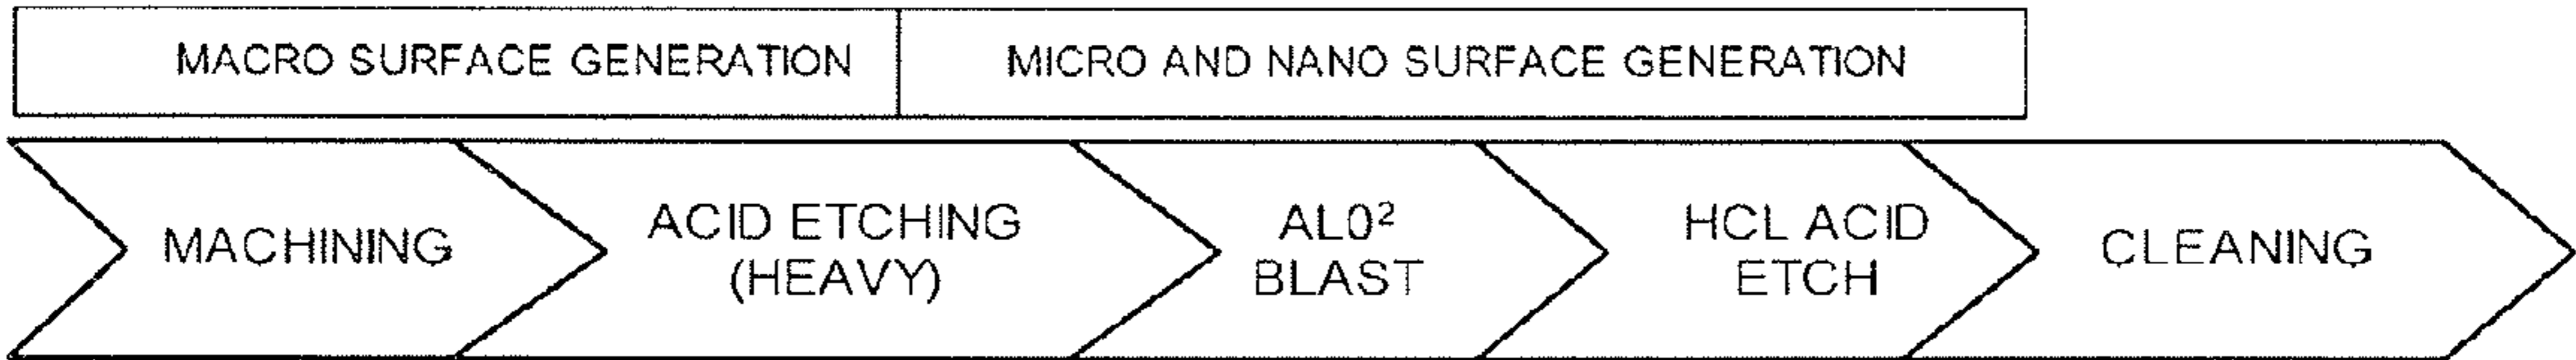 MACRO SURFACE GENERATION
MICRO AND NANO SURFACE GENERATION
MACHINING
ACID ETCHING
(HEAVY)
AL0²
BLAST
HCL ACID
ETCH
CLEANING